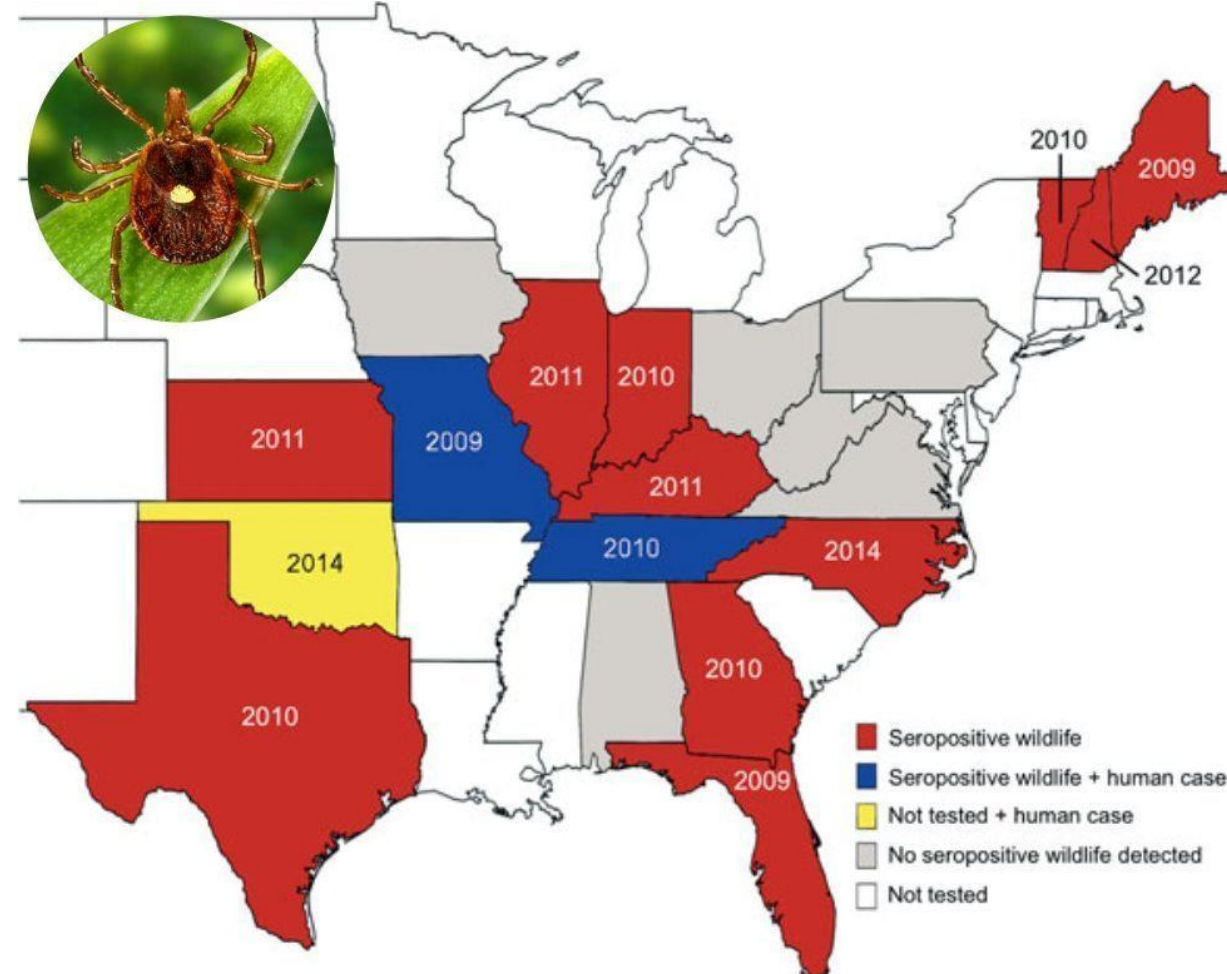 2010
2009
2012
2011
2010
2011
2009
2011
2010
2014
2014
2010
2010
2009
Seropositive wildlife
Seropositive wildlife + human case
Not tested + human case
No seropositive wildlife detected
Not tested